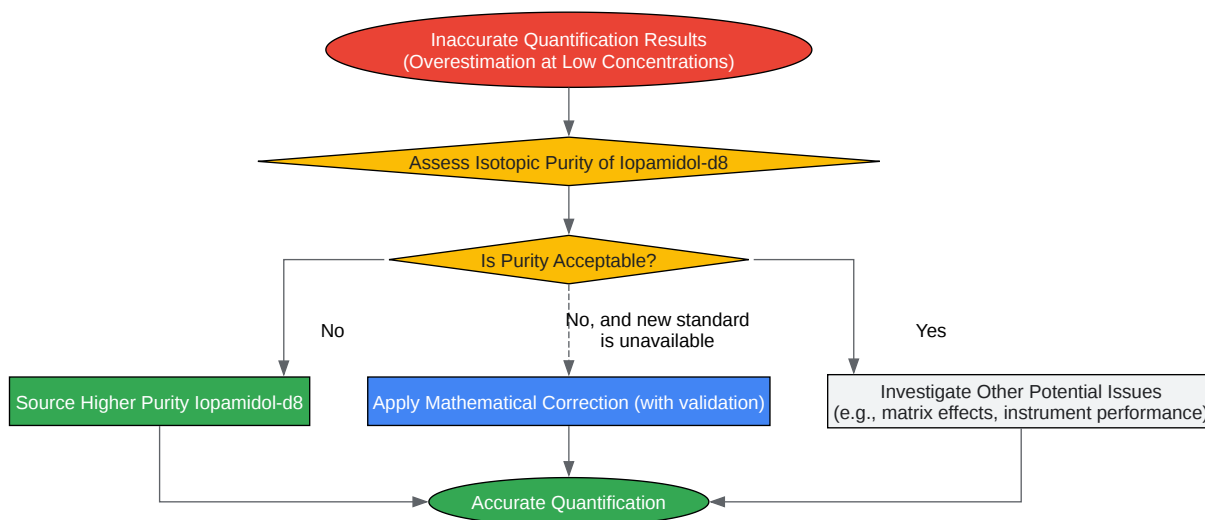 Inaccurate Quantification Results
(Overestimation at Low Concentrations)
Assess Isotopic Purity of Iopamidol-d8
Is Purity Acceptable?
No
No, and new standard
is unavailable
Yes
Source Higher Purity Iopamidol-d8
Apply Mathematical Correction (with validation)
Investigate Other Potential Issues
(e.g., matrix effects, instrument performance)
Accurate Quantification